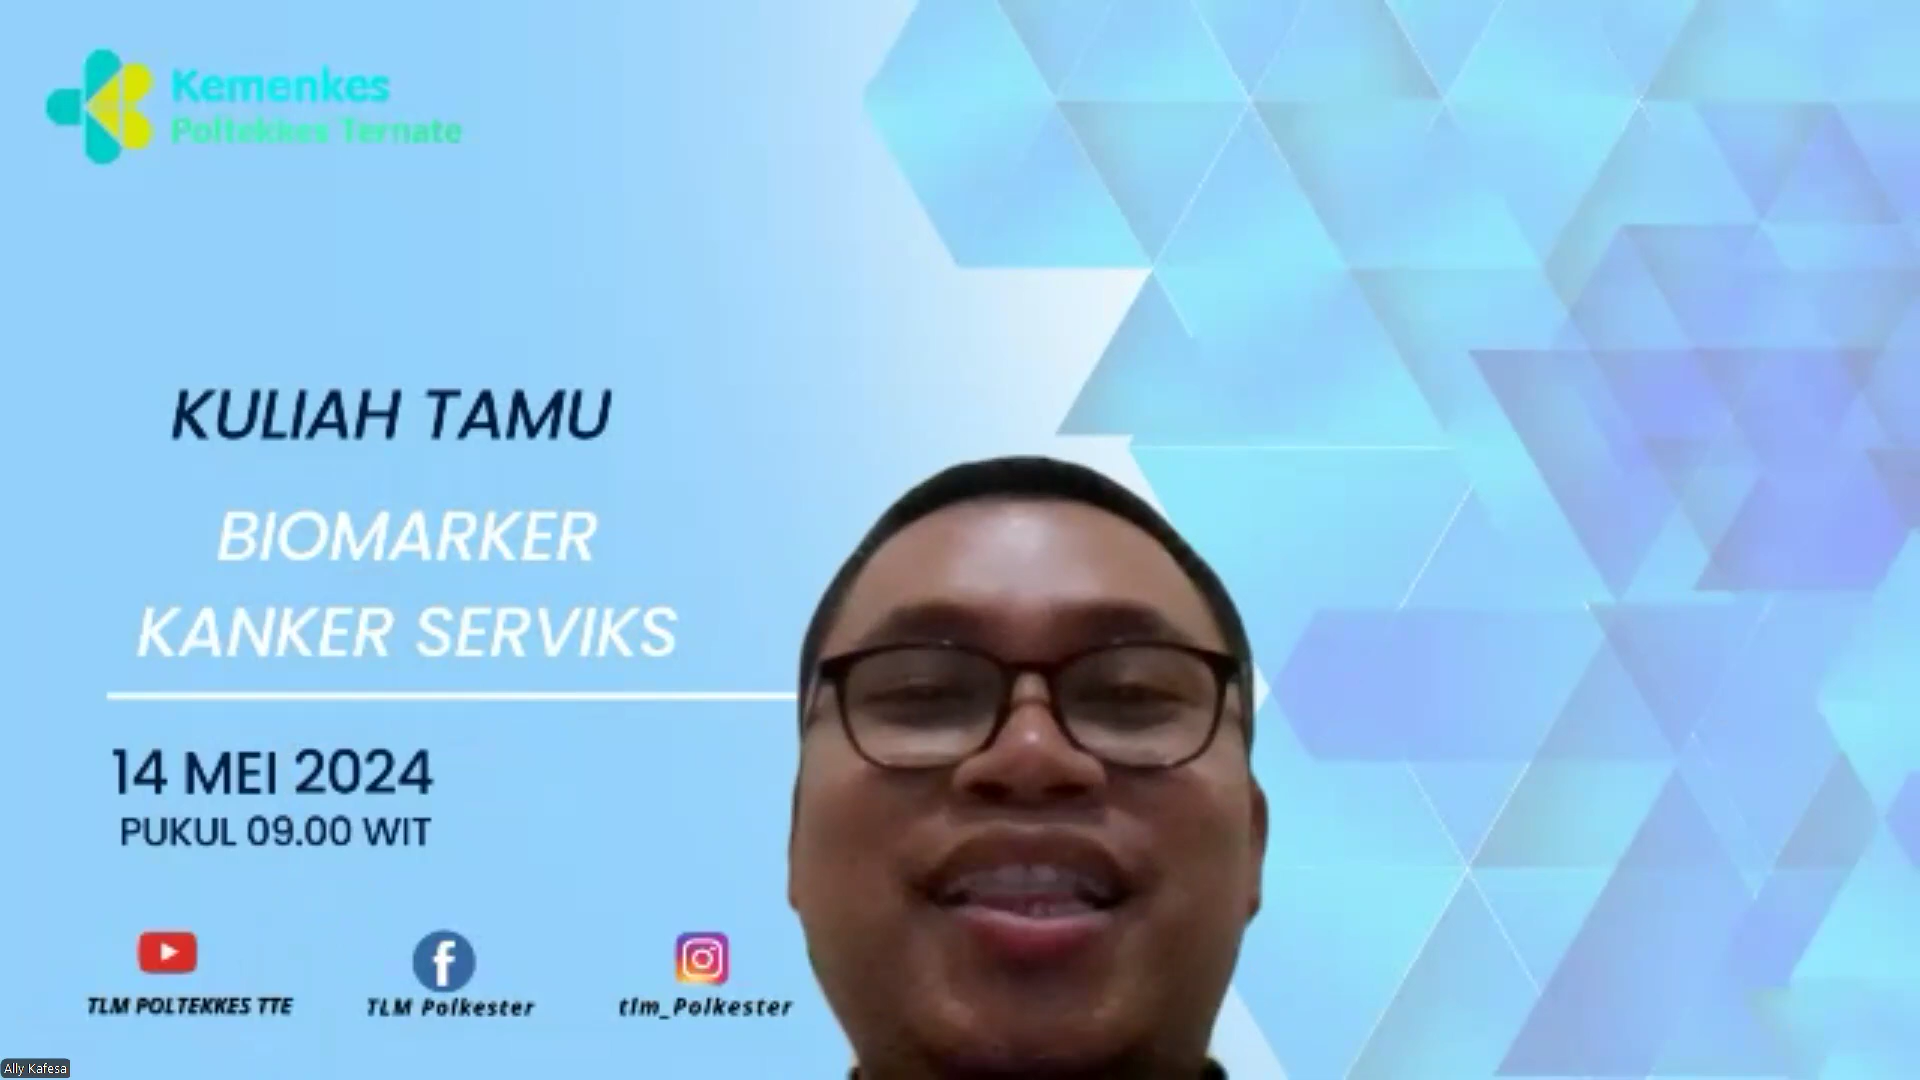 Kemenkes
Poltekkes Ternate
KULIAH TAMU
BIOMARKER
KANKER SERVIKS
14 MEI 2024
PUKUL 09.00 WIT
TLM POLTEKKES TTE
TLM Polkester
tlm_Polkester
Ally Kafesa